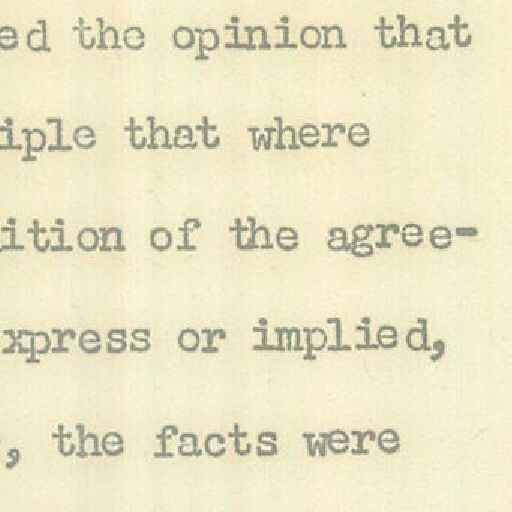 ed the opinion that
iple that where
ition of the agree-
xpress or implied,
, the facts were